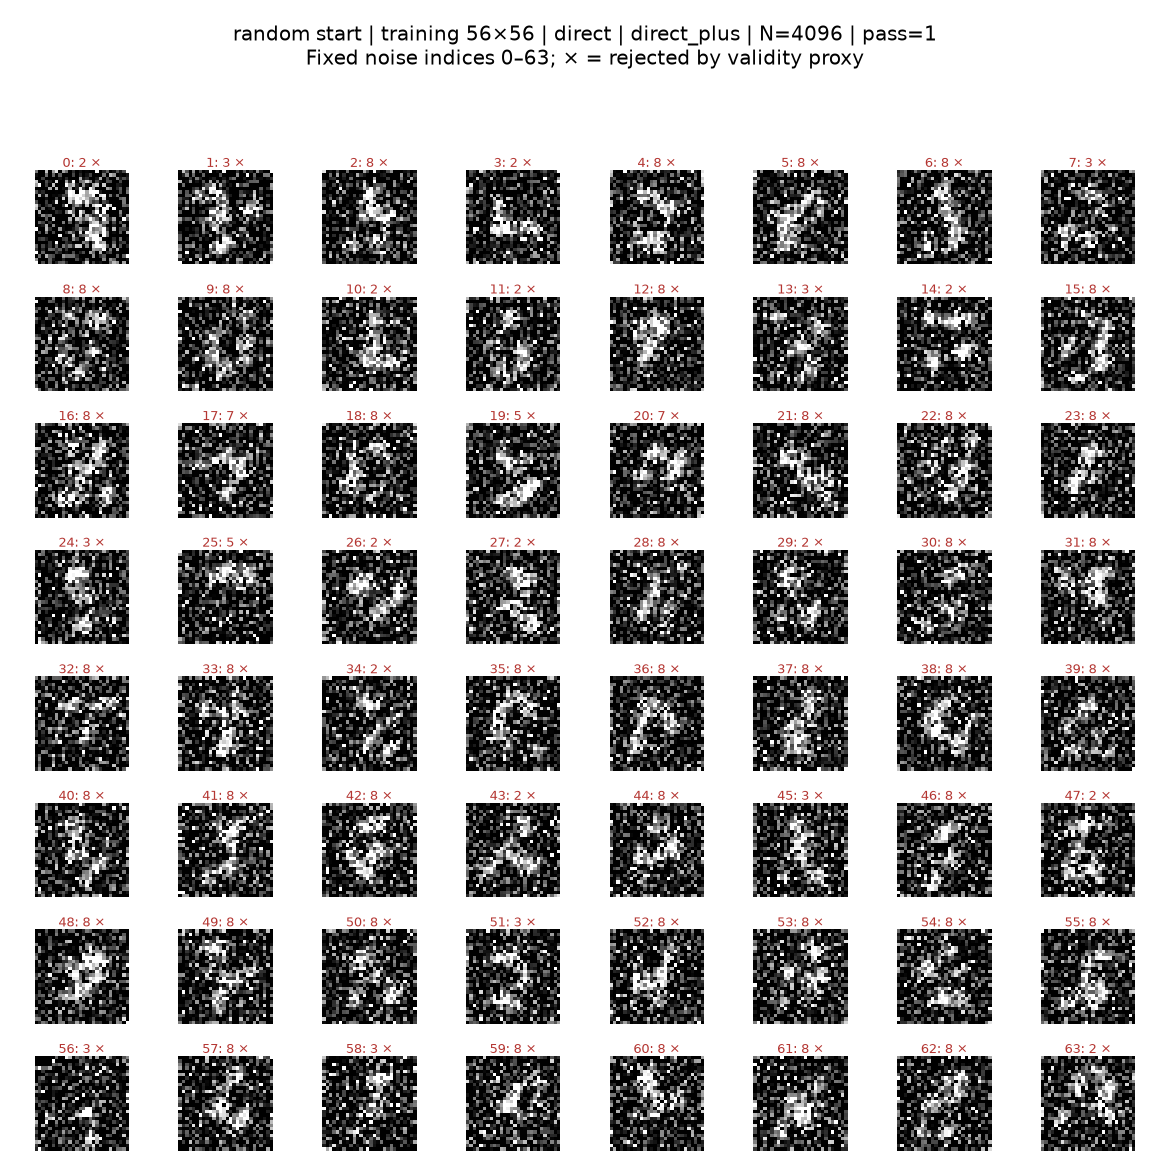 random start | training 56×56 | direct | direct_plus | N=4096 | pass=1
Fixed noise indices 0–63; × = rejected by validity proxy
0: 2 × 1: 3 × 2: 8 × 3: 2 × 4: 8 × 5: 8 × 6: 8 × 7: 3 ×
8: 8 × 9: 8 × 10: 2 × 11: 2 × 12: 8 × 13: 3 × 14: 2 × 15: 8 ×
16: 8 × 17: 7 × 18: 8 × 19: 5 × 20: 7 × 21: 8 × 22: 8 × 23: 8 ×
24: 3 × 25: 5 × 26: 2 × 27: 2 × 28: 8 × 29: 2 × 30: 8 × 31: 8 ×
32: 8 × 33: 8 × 34: 2 × 35: 8 × 36: 8 × 37: 8 × 38: 8 × 39: 8 ×
40: 8 × 41: 8 × 42: 8 × 43: 2 × 44: 8 × 45: 3 × 46: 8 × 47: 2 ×
48: 8 × 49: 8 × 50: 8 × 51: 3 × 52: 8 × 53: 8 × 54: 8 × 55: 8 ×
56: 3 × 57: 8 × 58: 3 × 59: 8 × 60: 8 × 61: 8 × 62: 8 × 63: 2 ×